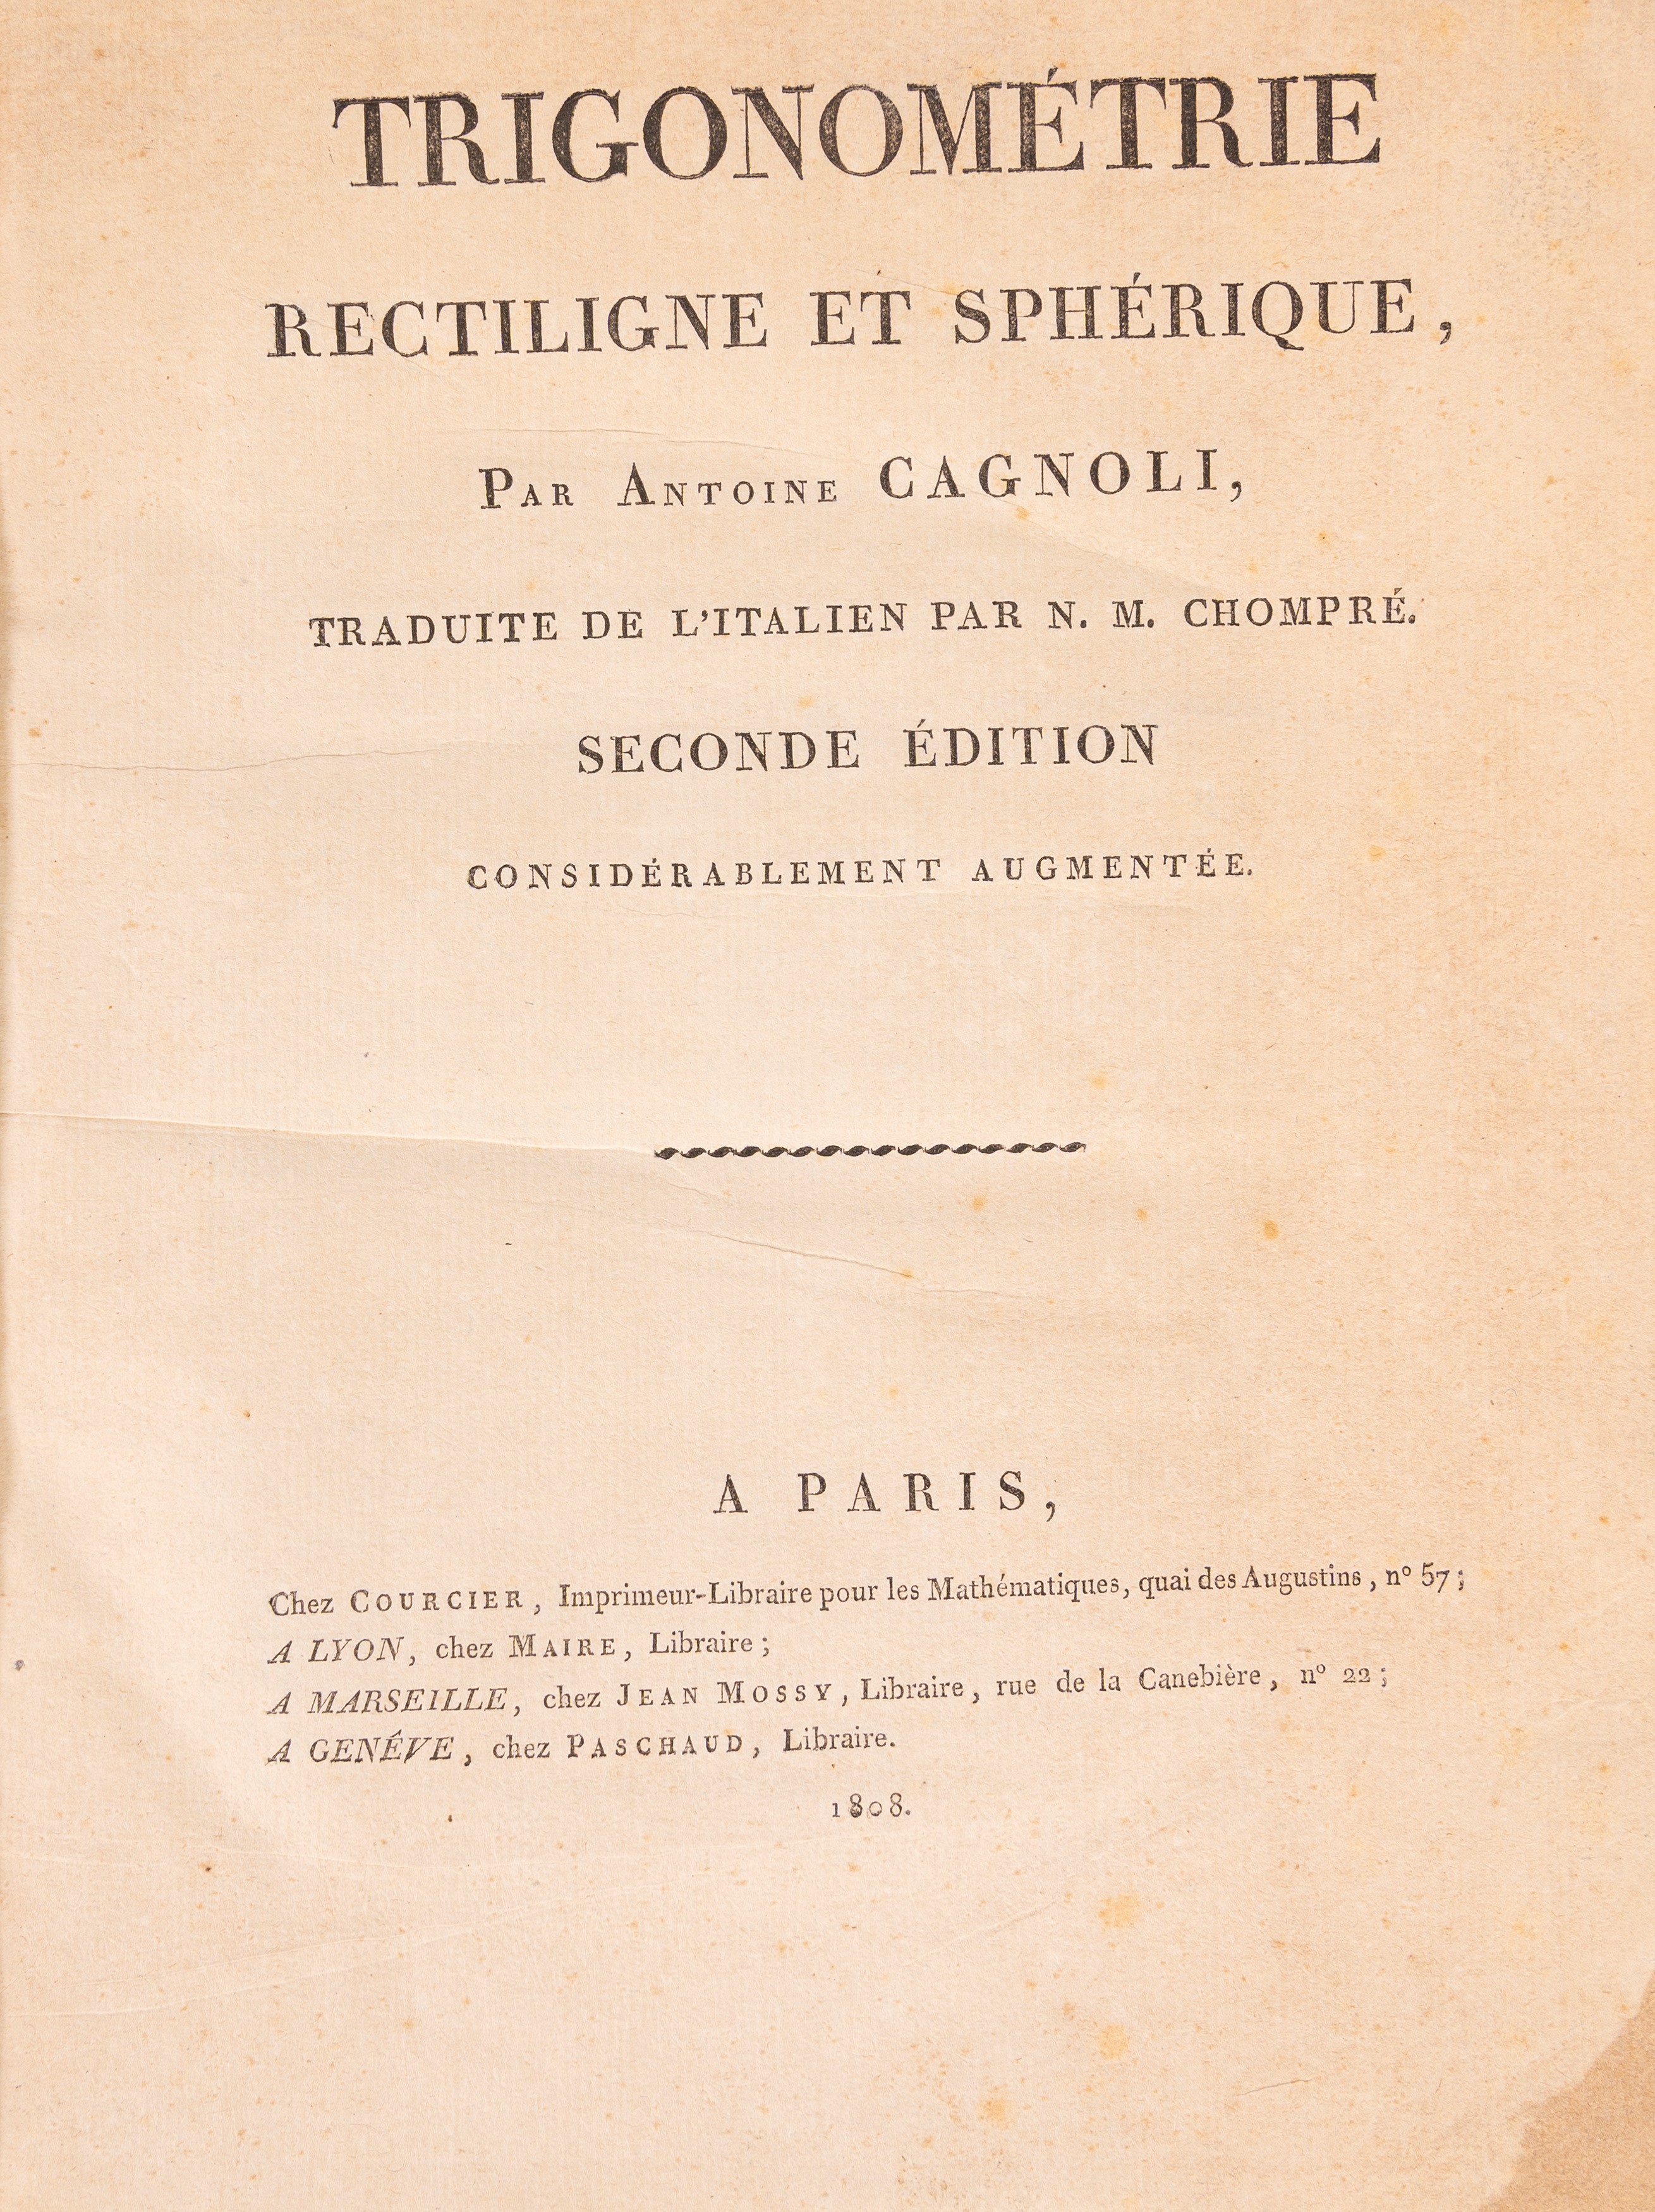 TRIGONOMÉTRIE
RECTILIGNE ET SPHÉRIQUE,
PAR ANTOINE CAGNOLI,
TRADUITE DE L'ITALIEN PAR N. M. CHOMPRÉ.
SECONDE ÉDITION
CONSIDÉRABLEMENT AUGMENTÉE.
A PARIS,
Chez COURCIER, Imprimeur-Libraire pour les Mathématiques, quai des Augustins, n° 57;
A LYON, chez MAIRE, Libraire;
A MARSEILLE, chez JEAN MOSSY, Libraire, rue de la Canebière, n° 22;
A GENÉVE, chez PASCHAUD, Libraire.
1808.